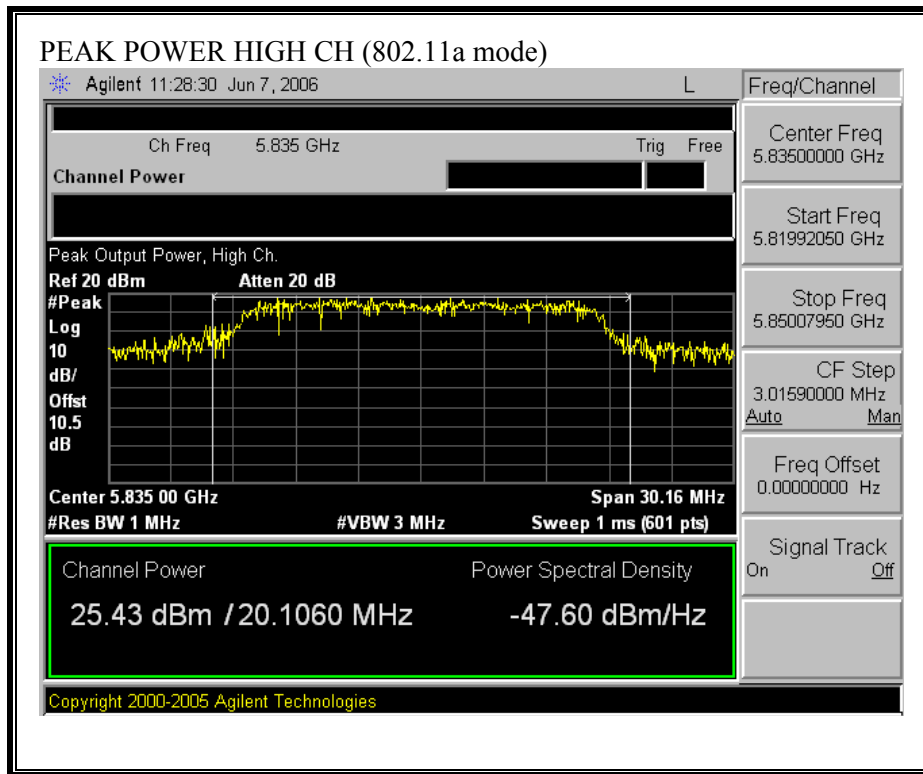 PEAK POWER HIGH CH (802.11a mode)
Agilent 11:28:30 Jun 7, 2006 L
Freq/Channel
Ch Freq 5.835 GHz Trig Free
Channel Power
Peak Output Power, High Ch.
Ref 20 dBm Atten 20 dB
#Peak
Log
10
dB/
Offst
10.5
dB
Center 5.835 00 GHz Span 30.16 MHz
#Res BW 1 MHz #VBW 3 MHz Sweep 1 ms (601 pts)
Channel Power Power Spectral Density
25.43 dBm / 20.1060 MHz -47.60 dBm/Hz
Copyright 2000-2005 Agilent Technologies
Center Freq
5.83500000 GHz
Start Freq
5.81992050 GHz
Stop Freq
5.85007950 GHz
CF Step
3.01590000 MHz
Auto Man
Freq Offset
0.00000000 Hz
Signal Track
On Off